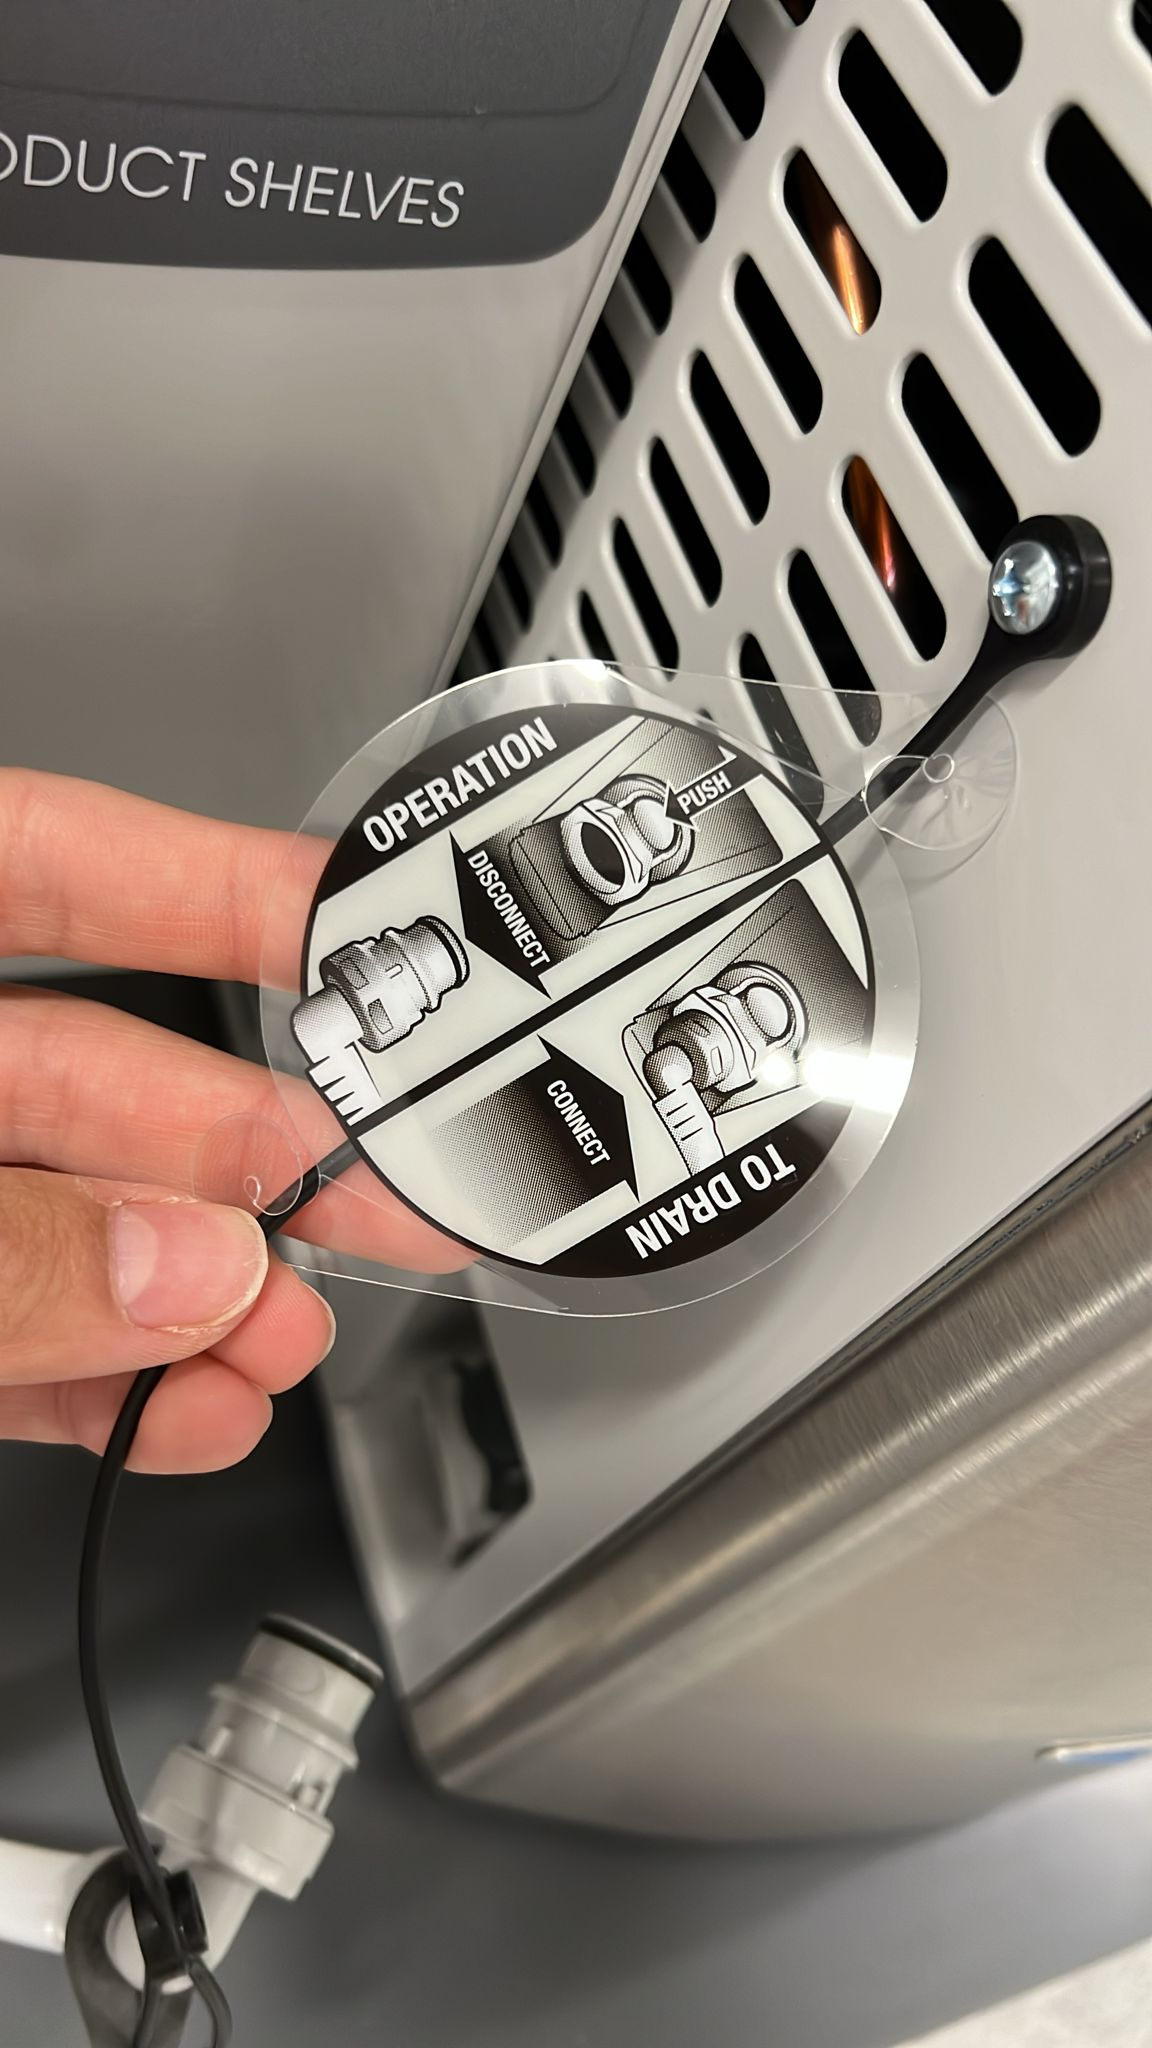 ODUCT SHELVES
OPERATION
PUSH
DISCONNECT
CONNECT
TO DRAIN